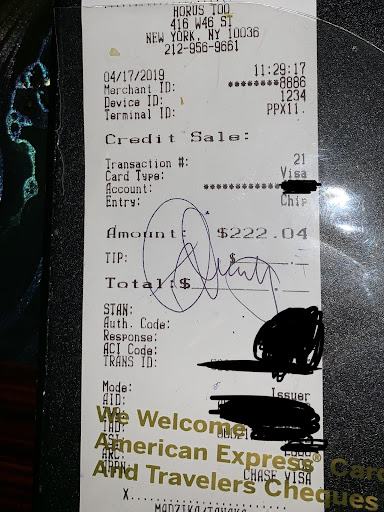 HORUS TOO
416 W46 St
NEW YORK, NY 10036
212-956-9661
04/17/2019 11:29:17
Merchant ID: ********8886
Device ID: 1234
Terminal ID: PPX11.
Credit Sale:
Transaction #: 21
Card Type: Visa
Account: ***********
Entry: Chip
Amount: $222.04
TIP: $
Total:$
STAN:
Auth. Code:
Response:
ACI Code:
TRANS ID:
Mode: Issuer
AID:
We Welcome
American Express® Card
And Travelers Cheques
CHASE VISA
X